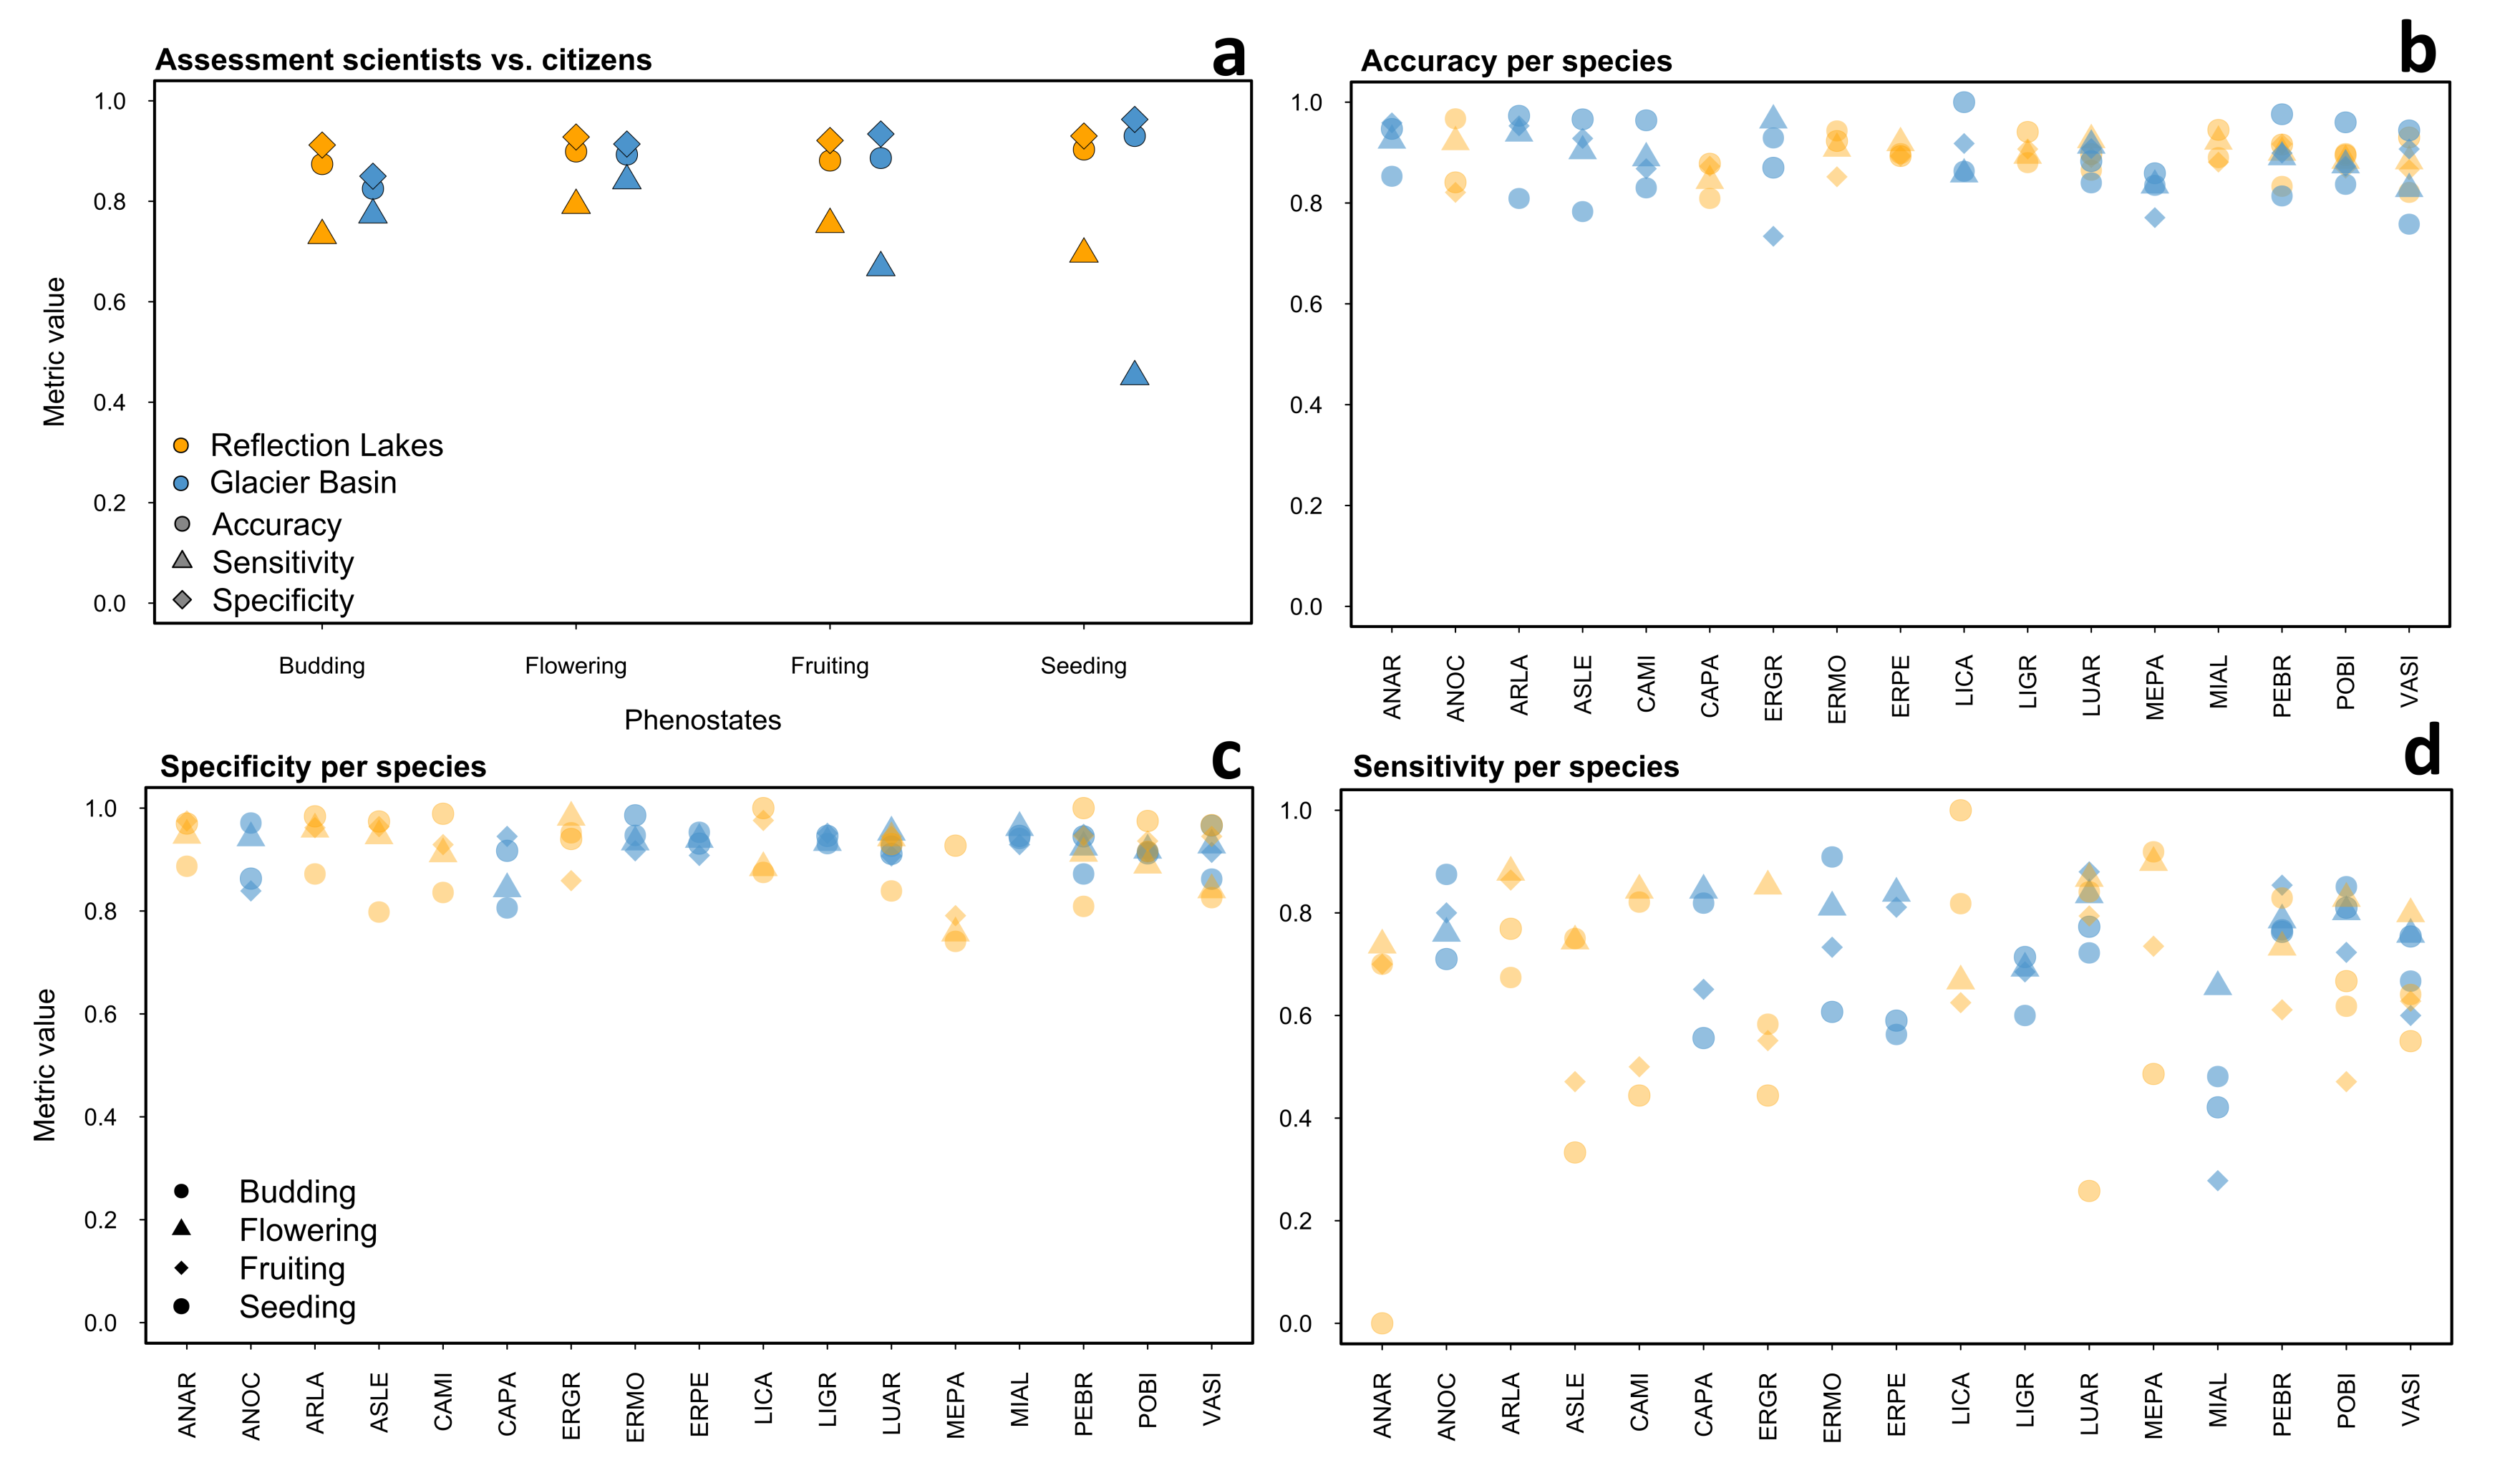 Assessment scientists vs. citizens
a
Metric value
1.0
0.8
0.6
0.4
0.2
0.0
Reflection Lakes
Glacier Basin
Accuracy
Sensitivity
Specificity
Budding Flowering Fruiting Seeding
Phenostates
Accuracy per species
b
1.0
0.8
0.6
0.4
0.2
0.0
ANAR ANOC ARLA ASLE CAMI CAPA ERGR ERMO ERPE LICA LIGR LUAR MEPA MIAL PEBR POBI VASI
Specificity per species
c
Metric value
1.0
0.8
0.6
0.4
0.2
0.0
Budding
Flowering
Fruiting
Seeding
ANAR ANOC ARLA ASLE CAMI CAPA ERGR ERMO ERPE LICA LIGR LUAR MEPA MIAL PEBR POBI VASI
Sensitivity per species
d
1.0
0.8
0.6
0.4
0.2
0.0
ANAR ANOC ARLA ASLE CAMI CAPA ERGR ERMO ERPE LICA LIGR LUAR MEPA MIAL PEBR POBI VASI